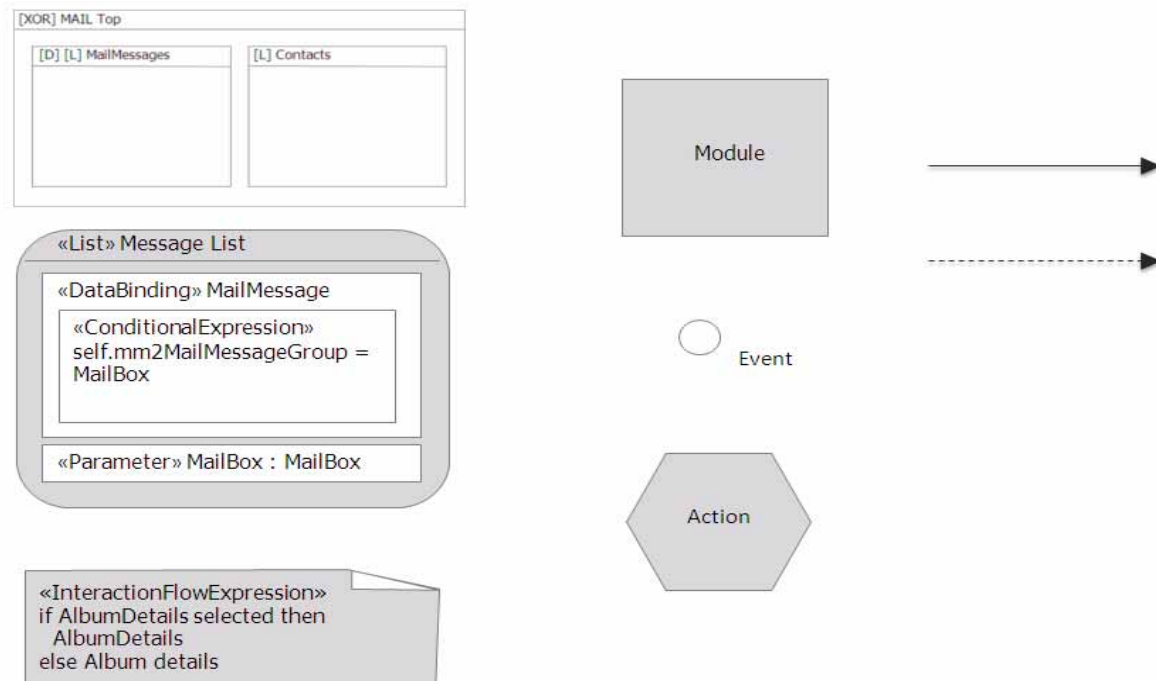 [XOR] MAIL Top
[D] [L] MailMessages
[L] Contacts
«List» Message List
«DataBinding» MailMessage
«ConditionalExpression»
self.mm2MailMessageGroup =
MailBox
«Parameter» MailBox : MailBox
«InteractionFlowExpression»
if AlbumDetails selected then
AlbumDetails
else Album details
Module
Event
Action